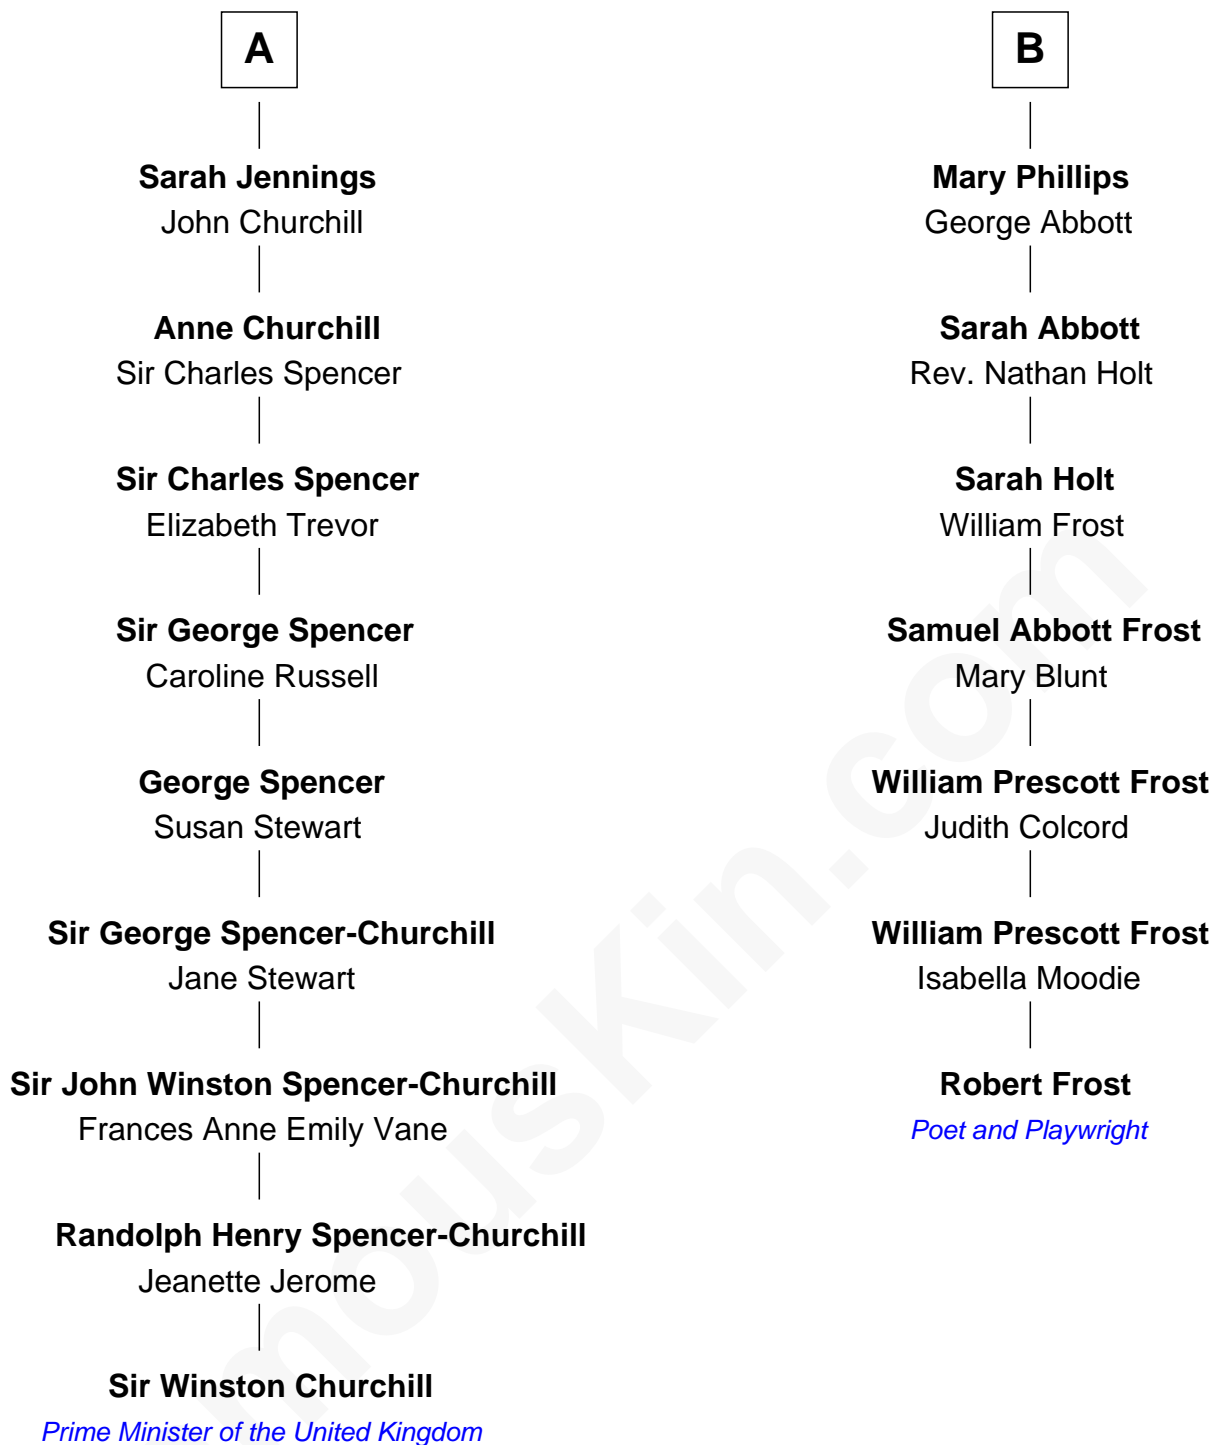 A
Sarah Jennings
John Churchill
Anne Churchill
Sir Charles Spencer
Sir Charles Spencer
Elizabeth Trevor
Sir George Spencer
Caroline Russell
George Spencer
Susan Stewart
Sir George Spencer-Churchill
Jane Stewart
Sir John Winston Spencer-Churchill
Frances Anne Emily Vane
Randolph Henry Spencer-Churchill
Jeanette Jerome
Sir Winston Churchill
Prime Minister of the United Kingdom
B
Mary Phillips
George Abbott
Sarah Abbott
Rev. Nathan Holt
Sarah Holt
William Frost
Samuel Abbott Frost
Mary Blunt
William Prescott Frost
Judith Colcord
William Prescott Frost
Isabella Moodie
Robert Frost
Poet and Playwright
mousKin.com